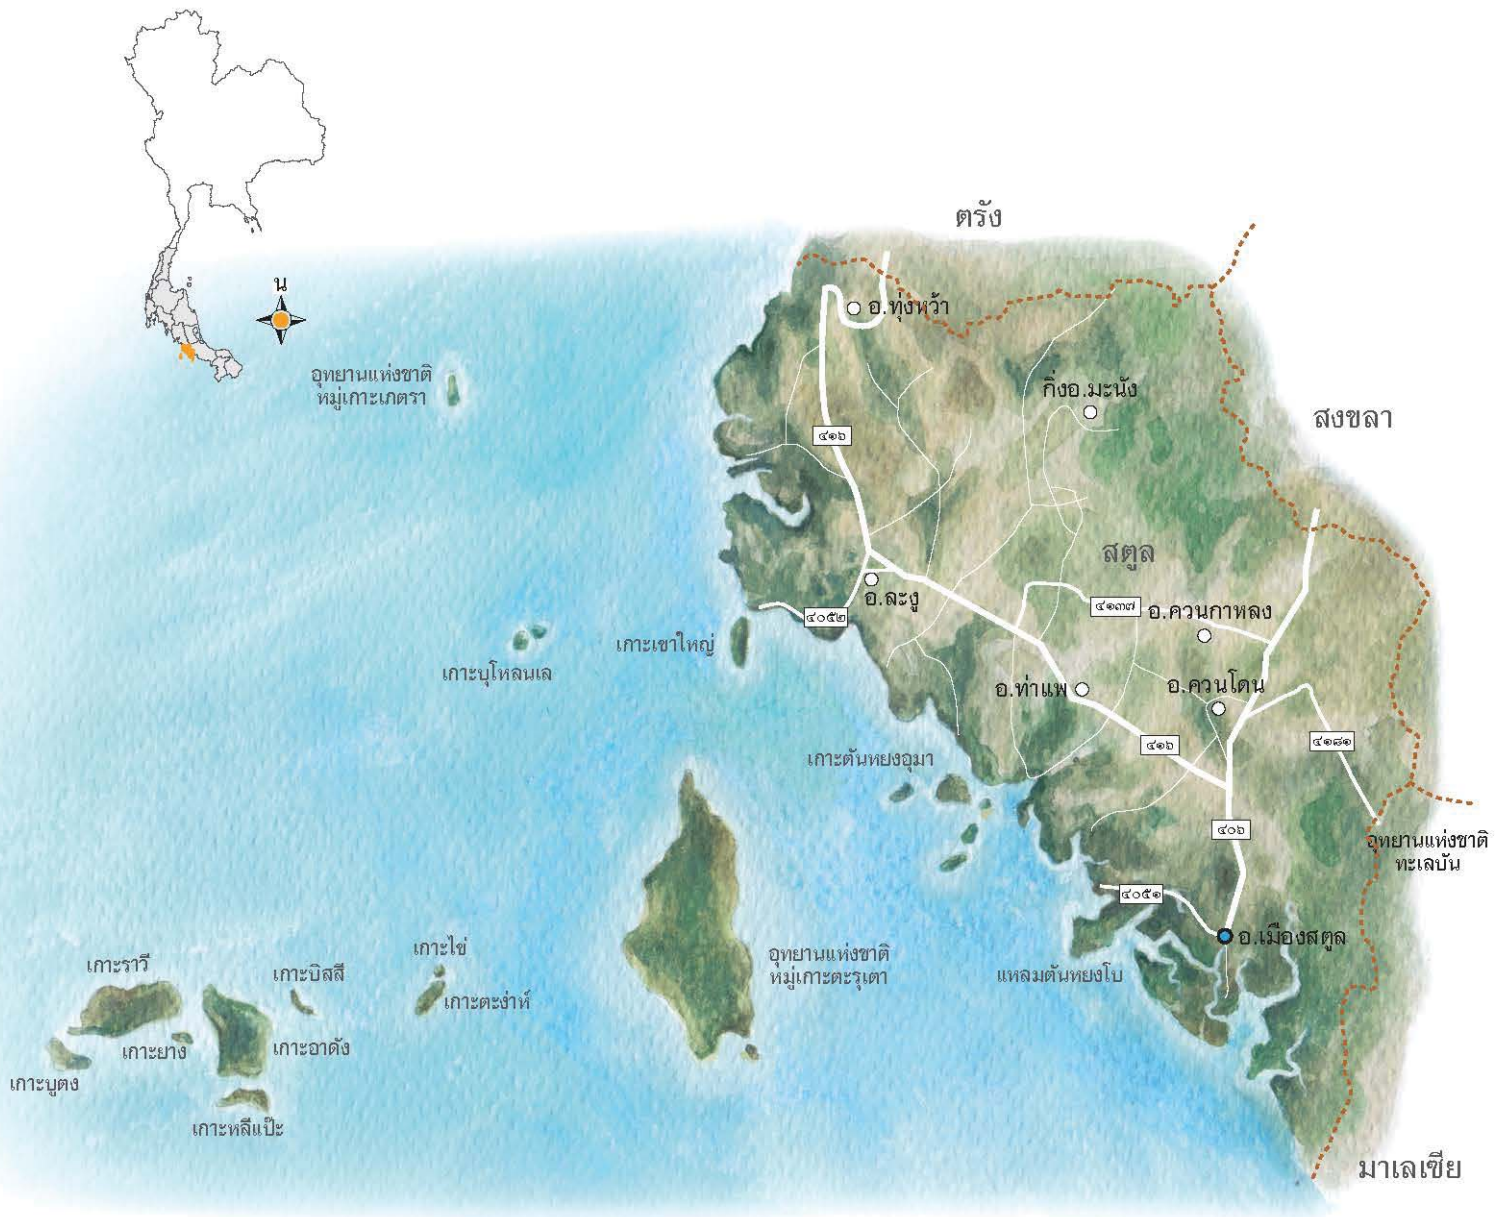 ตรัง
น
อ.ทุ่งหว้า
อุทยานแห่งชาติ
หมู่เกาะเภตรา
กิ่งอ.มะนัง
สงขลา
๔๑๖
สตูล
อ.ละงู
๔๐๕๒
๔๑๓๗
อ.ควนกาหลง
เกาะเขาใหญ่
เกาะบุโหลนเล
อ.ท่าแพ
อ.ควนโดน
๔๑๖
๔๑๘๑
เกาะตันหยงอุมา
๔๐๖
อุทยานแห่งชาติ
ทะเลบัน
๔๐๕๑
อ.เมืองสตูล
เกาะไข่
อุทยานแห่งชาติ
หมู่เกาะตะรุเตา
แหลมตันหยงโป
เกาะราวี
เกาะบิสสี
เกาะตะง่าห์
เกาะยาง
เกาะอาดัง
เกาะบูตง
เกาะหลีแป๊ะ
มาเลเซีย